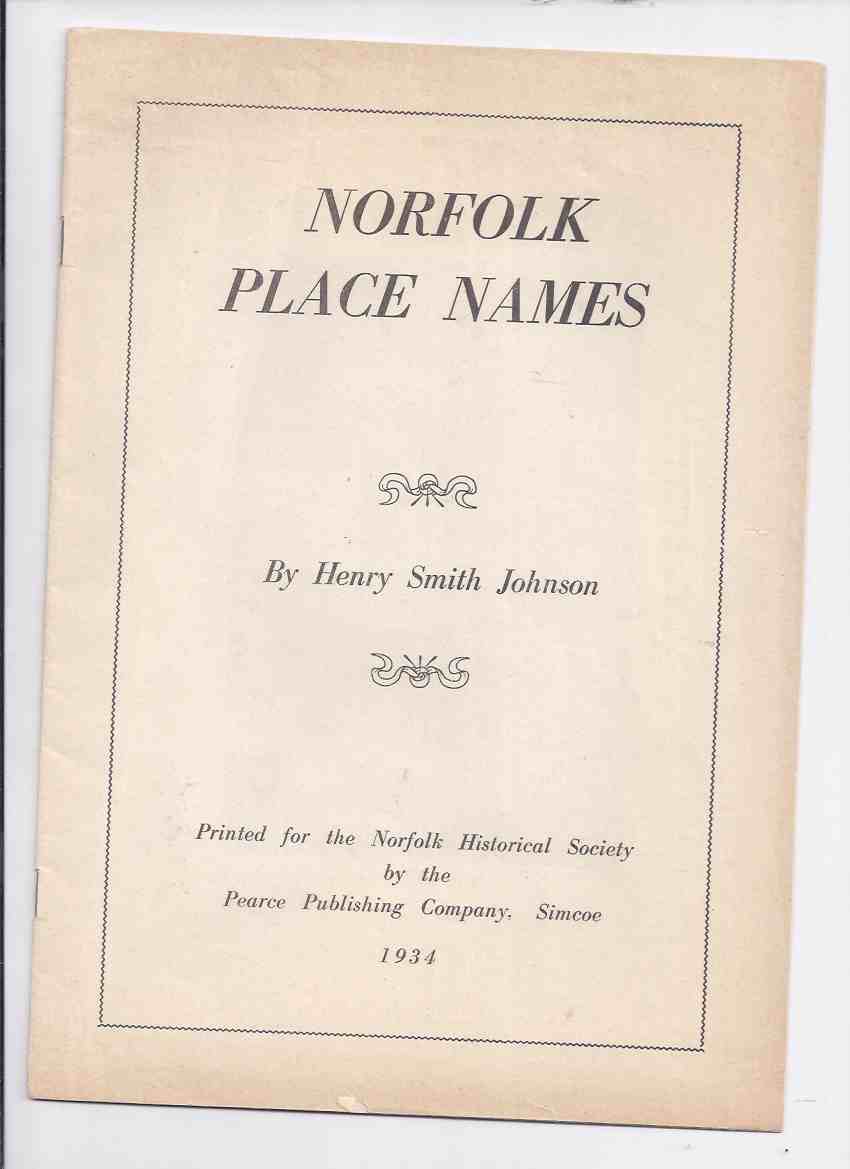 NORFOLK
PLACE NAMES
By Henry Smith Johnson
Printed for the Norfolk Historical Society
by the
Pearce Publishing Company, Simcoe
1934